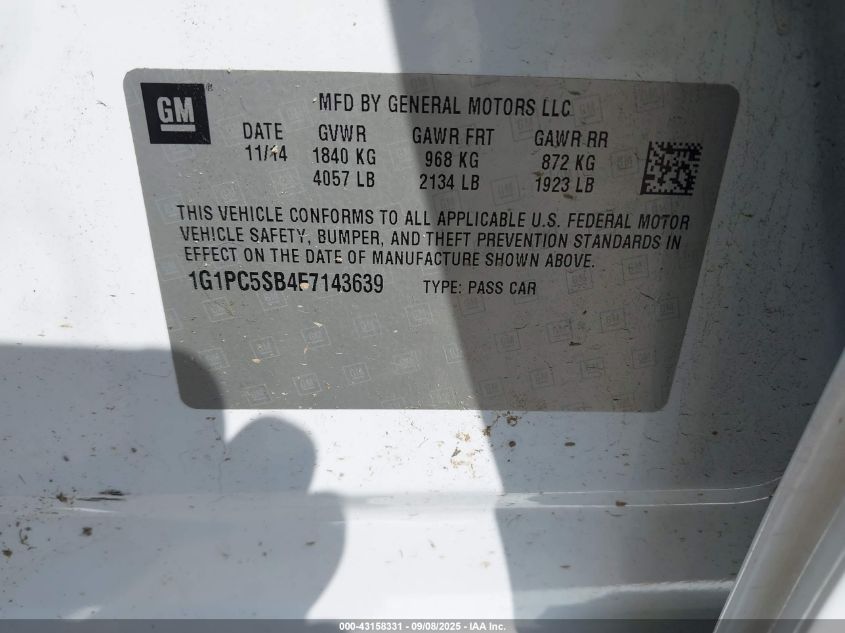 GM
MFD BY GENERAL MOTORS LLC
DATE GVWR GAWR FRT GAWR RR
11/14 1840 KG 968 KG 872 KG
4057 LB 2134 LB 1923 LB
THIS VEHICLE CONFORMS TO ALL APPLICABLE U.S. FEDERAL MOTOR
VEHICLE SAFETY, BUMPER, AND THEFT PREVENTION STANDARDS IN
EFFECT ON THE DATE OF MANUFACTURE SHOWN ABOVE.
1G1PC5SB4F7143639 TYPE: PASS CAR
000-43158331 - 09/08/2025 - IAA Inc.